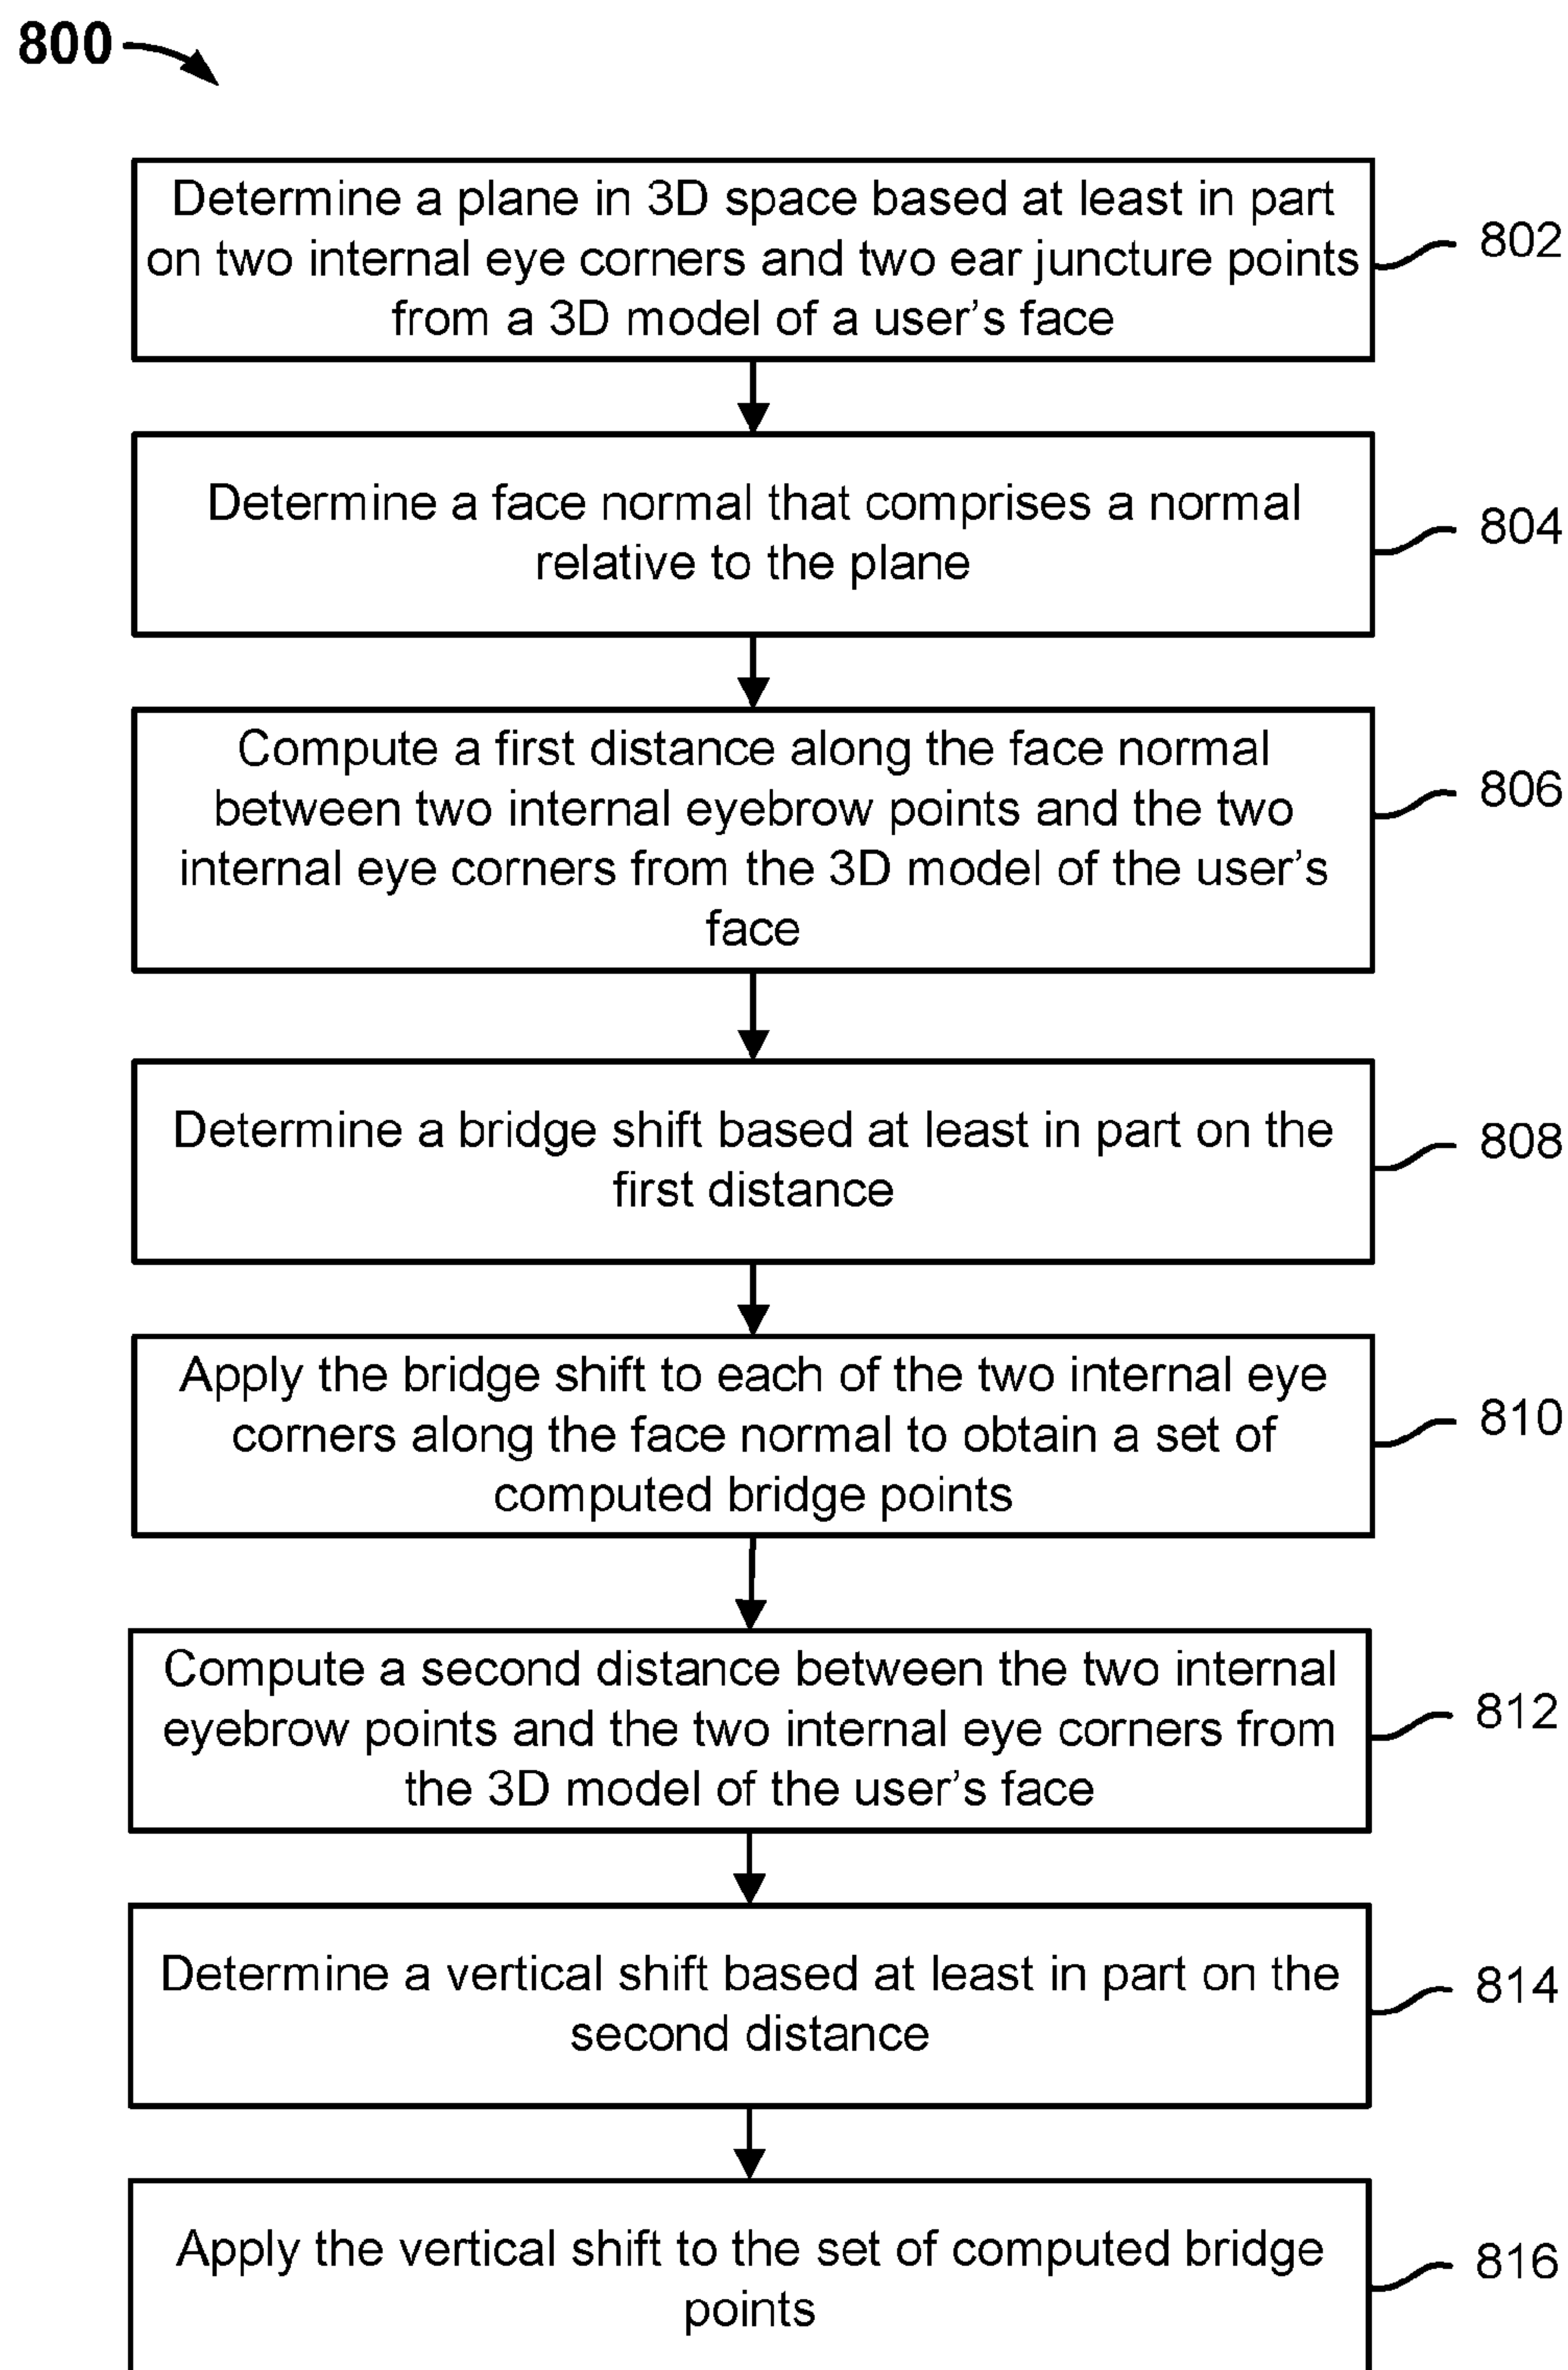 800
Determine a plane in 3D space based at least in part
on two internal eye corners and two ear juncture points
from a 3D model of a user's face
802
Determine a face normal that comprises a normal
relative to the plane
804
Compute a first distance along the face normal
between two internal eyebrow points and the two
internal eye corners from the 3D model of the user's
face
806
Determine a bridge shift based at least in part on the
first distance
808
Apply the bridge shift to each of the two internal eye
corners along the face normal to obtain a set of
computed bridge points
810
Compute a second distance between the two internal
eyebrow points and the two internal eye corners from
the 3D model of the user's face
812
Determine a vertical shift based at least in part on the
second distance
814
Apply the vertical shift to the set of computed bridge
points
816